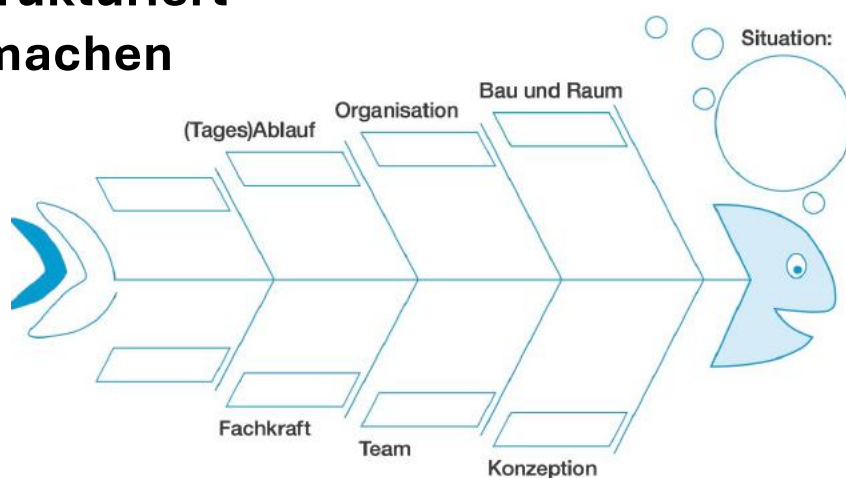 machen
Situation:
Bau und Raum
Organisation
(Tages)Ablauf
Fachkraft
Team
Konzeption